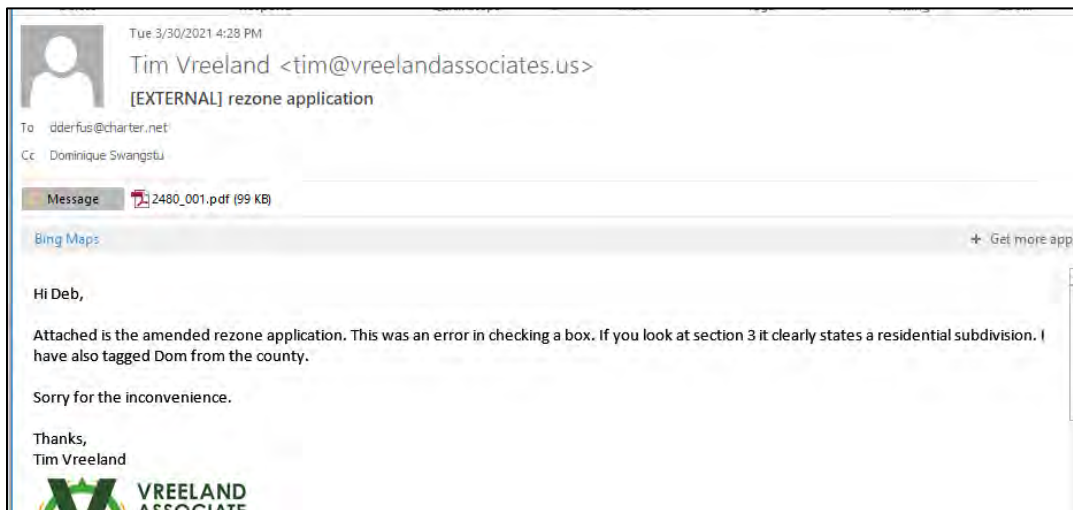 Tue 3/30/2021 4:28 PM
Tim Vreeland <tim@vreelandassociates.us>
[EXTERNAL] rezone application
To dderfus@charter.net
Cc Dominique Swangstu
Message 2480_001.pdf (99 KB)
Bing Maps + Get more app
Hi Deb,
Attached is the amended rezone application. This was an error in checking a box. If you look at section 3 it clearly states a residential subdivision. I
have also tagged Dom from the county.
Sorry for the inconvenience.
Thanks,
Tim Vreeland
VREELAND
ASSOCIATE